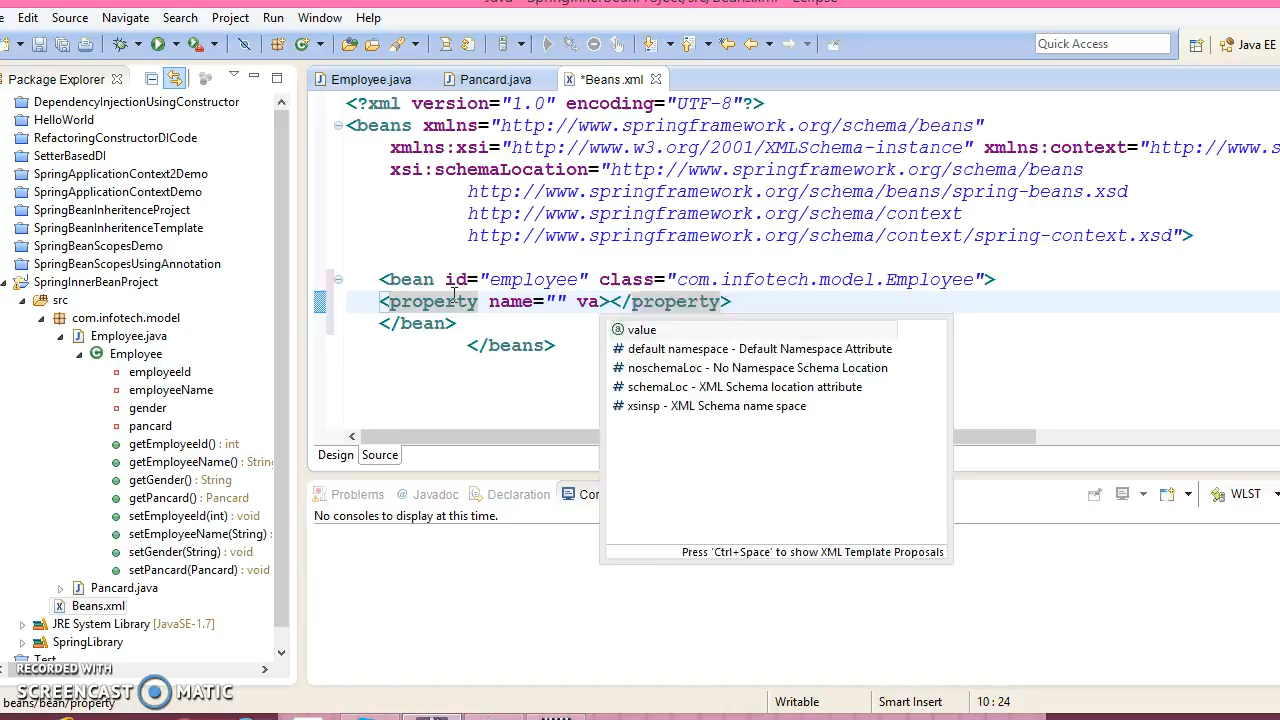 Java - SpringInnerBeanProject/src/Beans.xml - Eclipse
Edit Source Navigate Search Project Run Window Help
Quick Access
Java EE
Package Explorer
Employee.java
Pancard.java
*Beans.xml
DependencyInjectionUsingConstructor
HelloWorld
RefactoringConstructorDICode
SetterBasedDI
SpringApplicationContext2Demo
SpringApplicationContextDemo
SpringBeanInheritenceProject
SpringBeanInheritenceTemplate
SpringBeanScopesDemo
SpringBeanScopesUsingAnnotation
SpringInnerBeanProject
src
com.infotech.model
Employee.java
Employee
employeeId
employeeName
gender
pancard
getEmployeeId() : int
getEmployeeName() : String
getGender() : String
getPancard() : Pancard
setEmployeeId(int) : void
setEmployeeName(String) :
setGender(String) : void
setPancard(Pancard) : void
Pancard.java
Beans.xml
JRE System Library [JavaSE-1.7]
SpringLibrary
Test
<?xml version="1.0" encoding="UTF-8"?>
<beans xmlns="http://www.springframework.org/schema/beans"
xmlns:xsi="http://www.w3.org/2001/XMLSchema-instance" xmlns:context="http://www.s
xsi:schemaLocation="http://www.springframework.org/schema/beans
http://www.springframework.org/schema/beans/spring-beans.xsd
http://www.springframework.org/schema/context
http://www.springframework.org/schema/context/spring-context.xsd">
<bean id="employee" class="com.infotech.model.Employee">
<property name="" va></property>
</bean>
</beans>
value
default namespace - Default Namespace Attribute
noschemaLoc - No Namespace Schema Location
schemaLoc - XML Schema location attribute
xsinsp - XML Schema name space
Press 'Ctrl+Space' to show XML Template Proposals
Design Source
Problems @ Javadoc Declaration Con
WLST
No consoles to display at this time.
RECORDED WITH
SCREENCAST MATIC
beans/bean/property
Writable
Smart Insert
10 : 24